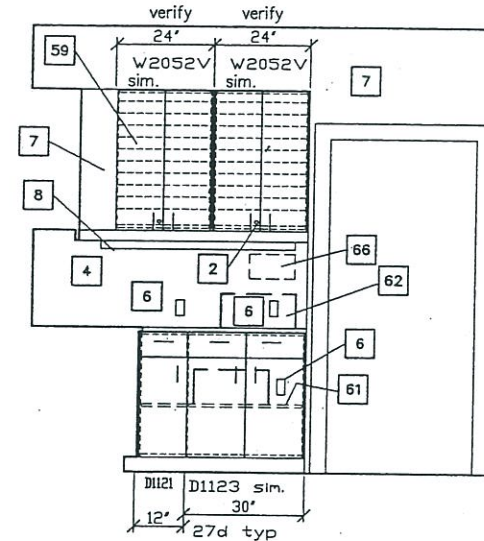 verify verify
24" 24"
59
W2052V W2052V
sim. sim.
7
7
8
4
2
66
6
6
62
6
61
D1121 D1123 sim.
12" 30"
27d typ